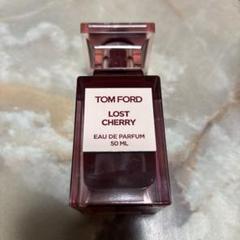 TOM FORD
LOST
CHERRY
EAU DE PARFUM
50 ML